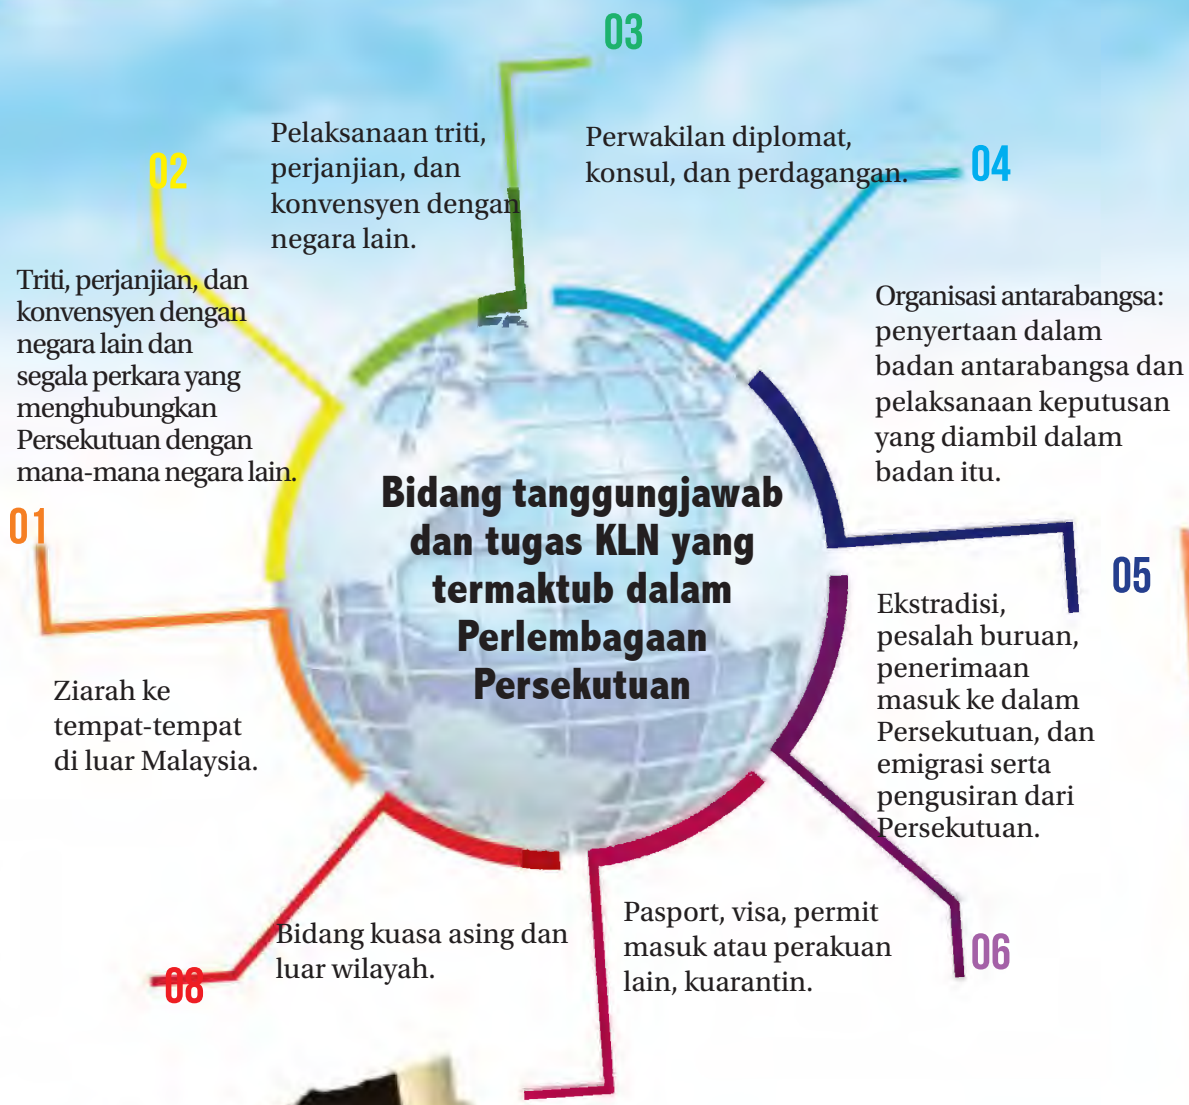 03
Pelaksanaan triti,
perjanjian, dan
konvensyen dengan
negara lain.
Perwakilan diplomat,
konsul, dan perdagangan.
04
02
Triti, perjanjian, dan
konvensyen dengan
negara lain dan
segala perkara yang
menghubungkan
Persekutuan dengan
mana-mana negara lain.
Organisasi antarabangsa:
penyertaan dalam
badan antarabangsa dan
pelaksanaan keputusan
yang diambil dalam
badan itu.
Bidang tanggungjawab
dan tugas KLN yang
termaktub dalam
Perlembagaan
Persekutuan
01
05
Ziarah ke
tempat-tempat
di luar Malaysia.
Ekstradisi,
pesalah buruan,
penerimaan
masuk ke dalam
Persekutuan, dan
emigrasi serta
pengusiran dari
Persekutuan.
Bidang kuasa asing dan
luar wilayah.
08
Pasport, visa, permit
masuk atau perakuan
lain, kuarantin.
06